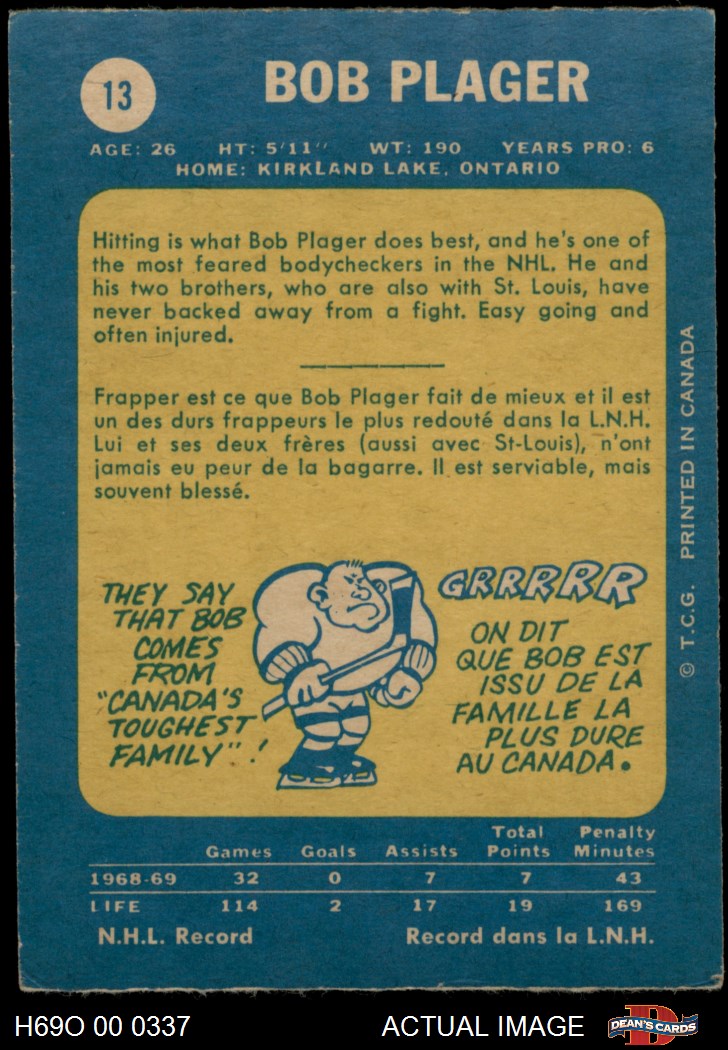 13
BOB PLAGER
AGE: 26 HT: 5'11" WT: 190 YEARS PRO: 6
HOME: KIRKLAND LAKE, ONTARIO
Hitting is what Bob Plager does best, and he's one of
the most feared bodycheckers in the NHL. He and
his two brothers, who are also with St. Louis, have
never backed away from a fight. Easy going and
often injured.
Frapper est ce que Bob Plager fait de mieux et il est
un des durs frappeurs le plus redouté dans la L.N.H.
Lui et ses deux frères (aussi avec St-Louis), n'ont
jamais eu peur de la bagarre. Il est serviable, mais
souvent blessé.
THEY SAY
THAT BOB
COMES
FROM
"CANADA'S
TOUGHEST
FAMILY"!
GRRRRR
ON DIT
QUE BOB EST
ISSU DE LA
FAMILLE LA
PLUS DURE
AU CANADA.
© T.C.G. PRINTED IN CANADA
Games Goals Assists Total Points Penalty Minutes
1968-69 32 0 7 7 43
LIFE 114 2 17 19 169
N.H.L. Record Record dans la L.N.H.
H69O 00 0337 ACTUAL IMAGE D DEAN'S CARDS